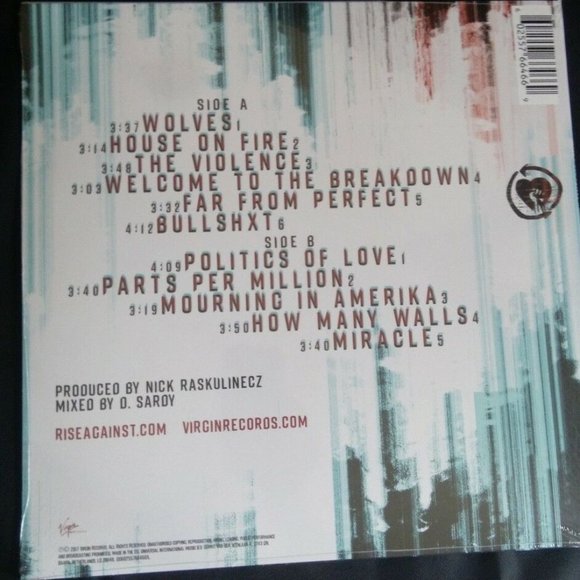 SIDE A
3:37 WOLVES 1
3:14 HOUSE ON FIRE 2
3:48 THE VIOLENCE 3
3:03 WELCOME TO THE BREAKDOWN 4
3:32 FAR FROM PERFECT 5
4:12 BULLSHXT 6
SIDE B
4:09 POLITICS OF LOVE 1
3:40 PARTS PER MILLION 2
3:19 MOURNING IN AMERIKA 3
3:50 HOW MANY WALLS 4
3:40 MIRACLE 5
PRODUCED BY NICK RASKULINECZ
MIXED BY D. SARDY
RISEAGAINST.COM VIRGINRECORDS.COM
Virgin